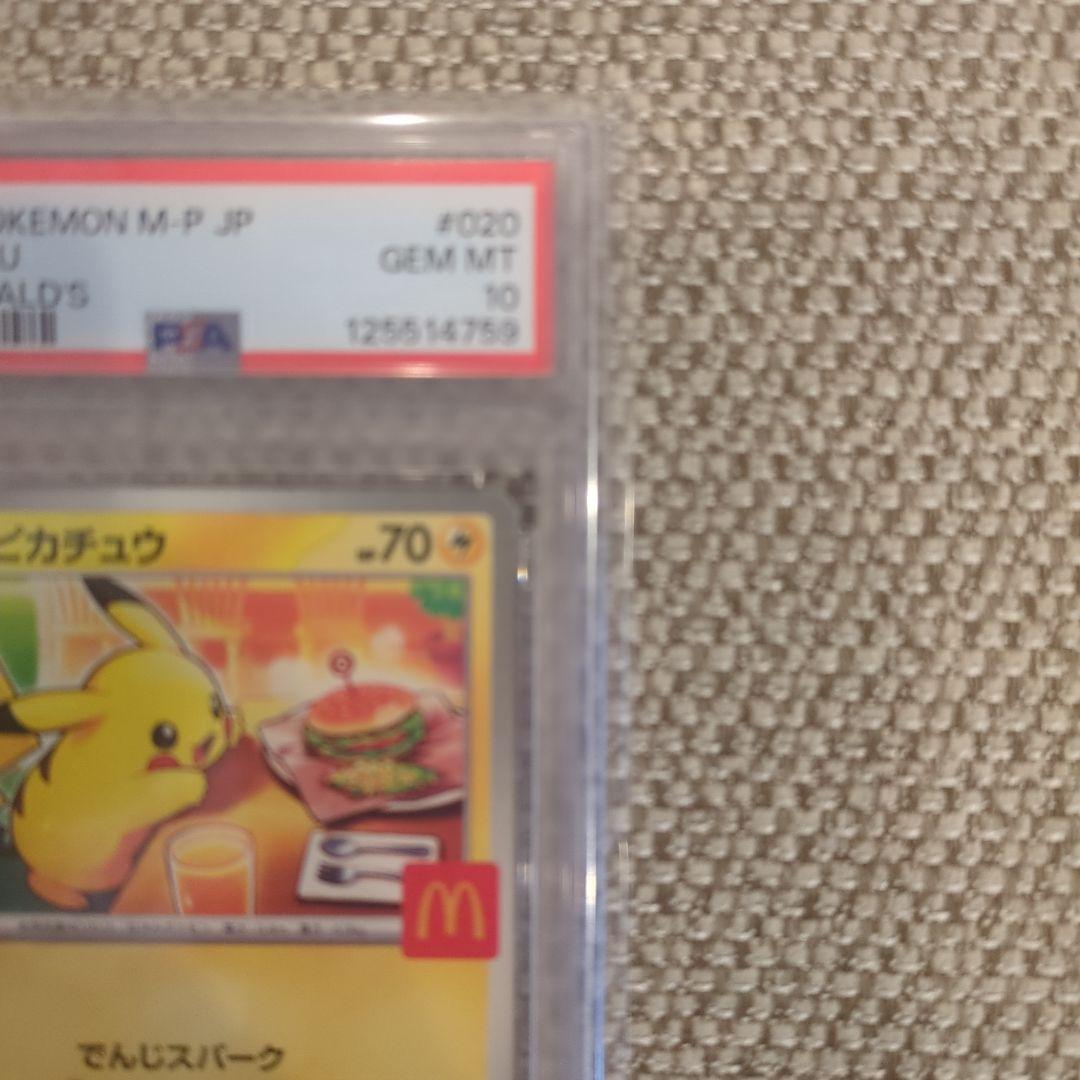 OKEMON M-P JP #020
U GEM MT
ALD'S 10
PSA 125514759
ピカチュウ HP70
でんじスパーク